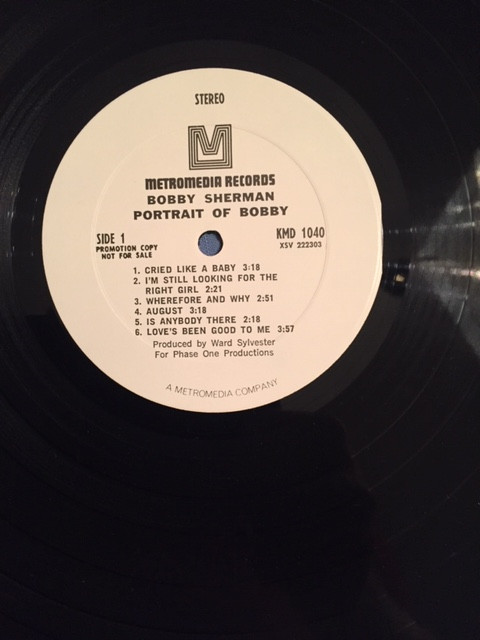 STEREO
M
METROMEDIA RECORDS
BOBBY SHERMAN
PORTRAIT OF BOBBY
SIDE 1
PROMOTION COPY
NOT FOR SALE
KMD 1040
XSV 222303
1. CRIED LIKE A BABY 3:18
2. I'M STILL LOOKING FOR THE
RIGHT GIRL 2:21
3. WHEREFORE AND WHY 2:51
4. AUGUST 3:18
5. IS ANYBODY THERE 2:18
6. LOVE'S BEEN GOOD TO ME 3:57
Produced by Ward Sylvester
For Phase One Productions
A METROMEDIA COMPANY